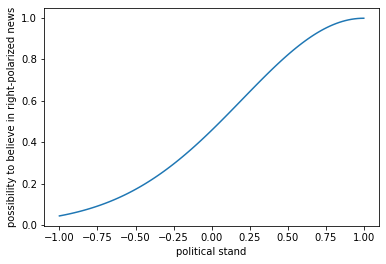 possibility to believe in right-polarized news
1.0
0.8
0.6
0.4
0.2
0.0
−1.00 −0.75 −0.50 −0.25 0.00 0.25 0.50 0.75 1.00
political stand